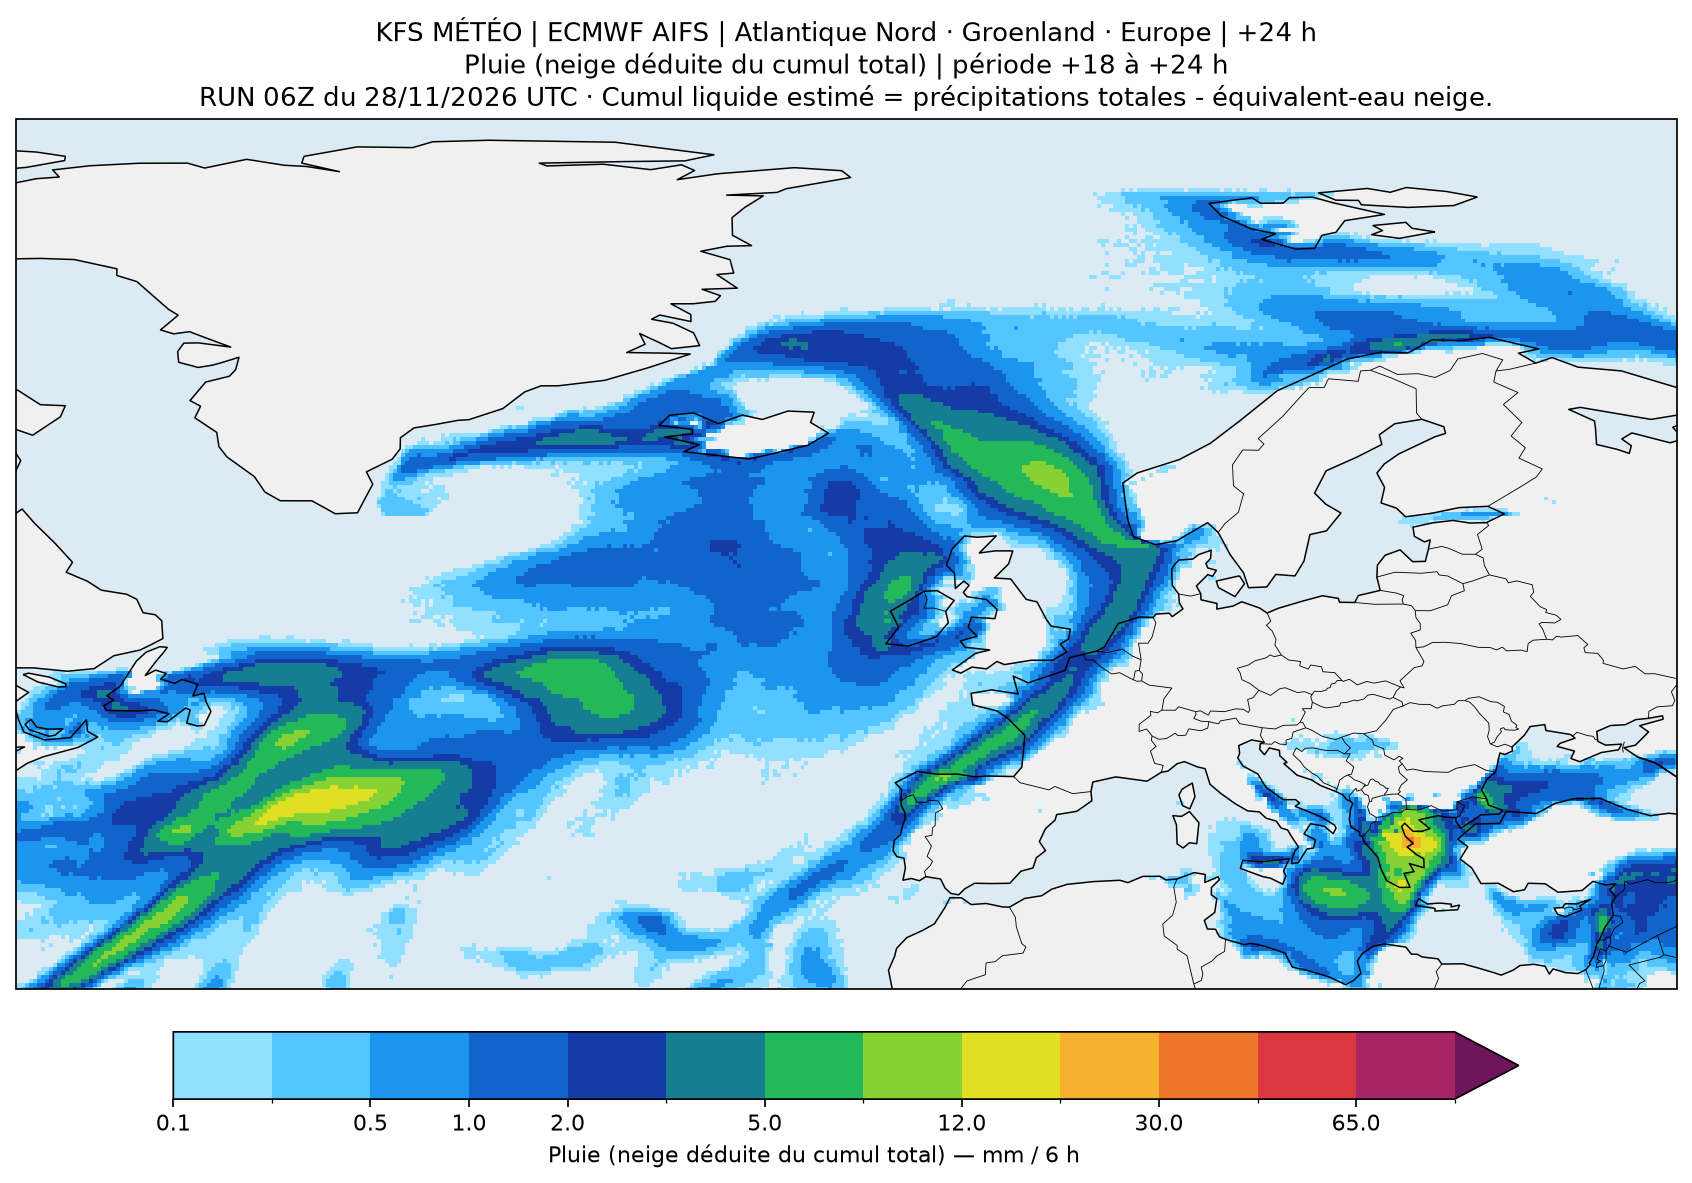 KFS MÉTÉO | ECMWF AIFS | Atlantique Nord · Groenland · Europe | +24 h
Pluie (neige déduite du cumul total) | période +18 à +24 h
RUN 06Z du 28/11/2026 UTC · Cumul liquide estimé = précipitations totales - équivalent-eau neige.
0.1 0.5 1.0 2.0 5.0 12.0 30.0 65.0
Pluie (neige déduite du cumul total) — mm / 6 h